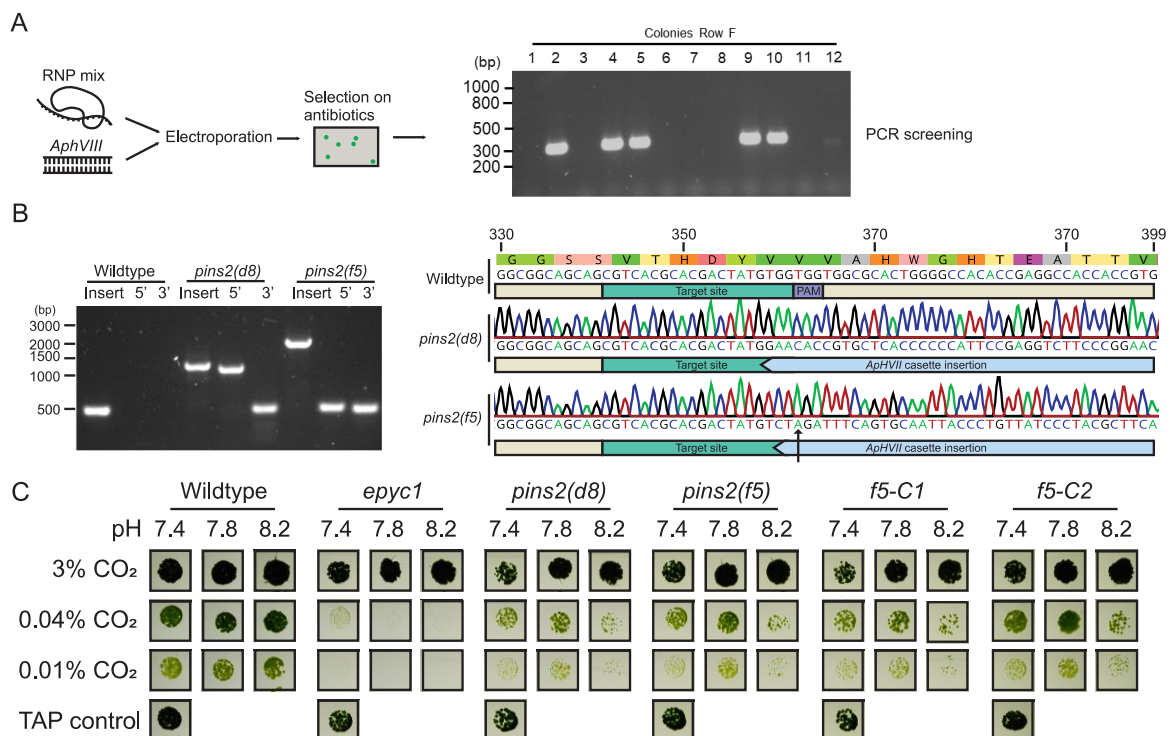 A
RNP mix
AphVIII
Electroporation
Selection on
antibiotics
Colonies Row F
1 2 3 4 5 6 7 8 9 10 11 12
(bp)
1000
800
500
300
200
PCR screening
B
Wildtype pins2(d8) pins2(f5)
Insert 5' 3' Insert 5' 3' Insert 5' 3'
(bp)
3000
2000
1500
1000
500
330 350 370 370 399
G G S S V T H D Y V V V A H W G H T E A T T V
Wildtype
GGCGGCAGCAGCGTCACGCACGACTATGTGGTGGTGGCGCACTGGGGCCACACCGAGGCCACCACCGTG
Target site PAM
pins2(d8)
GGCGGCAGCAGCGTCACGCACGACTATGGAACACCGTGCTCACCCCCCATTCCGAGGTCTTCCCGGAAC
Target site ApHVII casette insertion
pins2(f5)
GGCGGCAGCAGCGTCACGCACGACTATGTCTAGATTTCAGTGCAATTACCCTGTTATCCCTACGCTTCA
Target site ApHVII casette insertion
C
Wildtype epyc1 pins2(d8) pins2(f5) f5-C1 f5-C2
pH 7.4 7.8 8.2 7.4 7.8 8.2 7.4 7.8 8.2 7.4 7.8 8.2 7.4 7.8 8.2 7.4 7.8 8.2
3% CO₂
0.04% CO₂
0.01% CO₂
TAP control